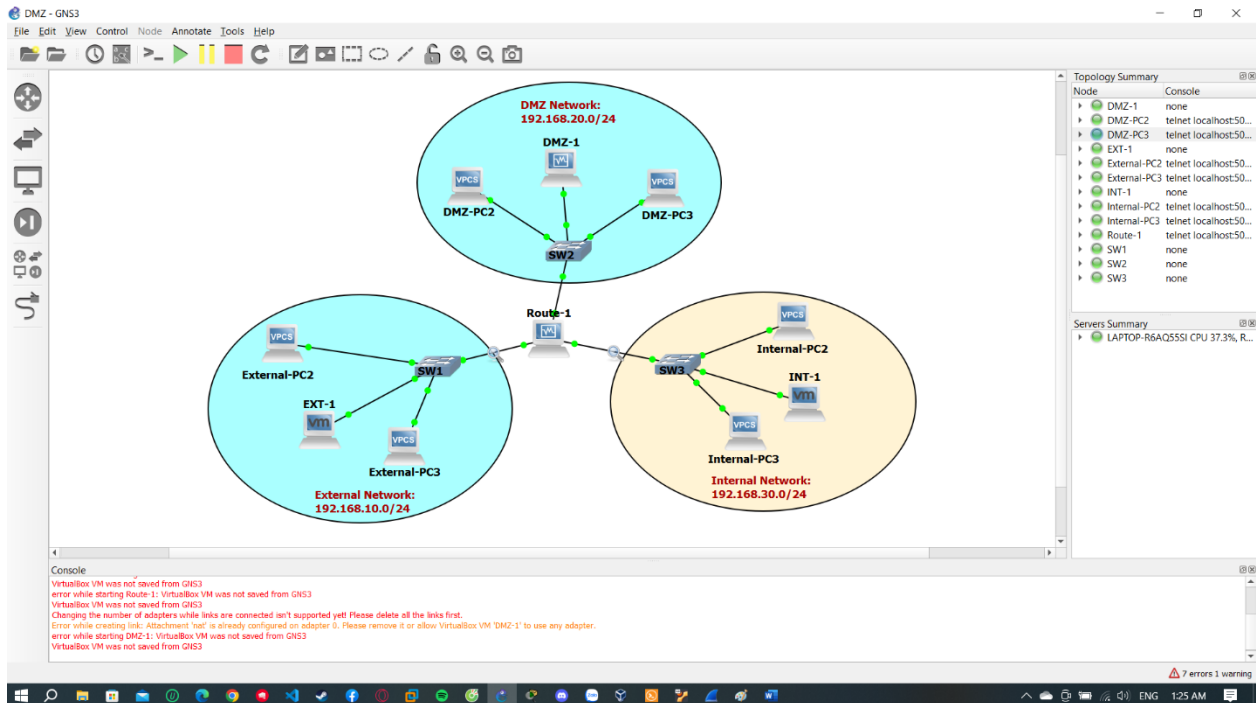 DMZ - GNS3
File Edit View Control Node Annotate Tools Help
DMZ Network:
192.168.20.0/24
DMZ-1
VPCS
DMZ-PC2
VPCS
DMZ-PC3
SW2
Route-1
VPCS
External-PC2
SW1
EXT-1
vm
VPCS
External-PC3
External Network:
192.168.10.0/24
VPCS
Internal-PC2
SW3
INT-1
vm
VPCS
Internal-PC3
Internal Network:
192.168.30.0/24
Topology Summary
Node Console
DMZ-1 none
DMZ-PC2 telnet localhost:50...
DMZ-PC3 telnet localhost:50...
EXT-1 none
External-PC2 telnet localhost:50...
External-PC3 telnet localhost:50...
INT-1 none
Internal-PC2 telnet localhost:50...
Internal-PC3 telnet localhost:50...
Route-1 telnet localhost:50...
SW1 none
SW2 none
SW3 none
Servers Summary
LAPTOP-R6AQ55SI CPU 37.3%, R...
Console
VirtualBox VM was not saved from GNS3
error while starting Route-1: VirtualBox VM was not saved from GNS3
VirtualBox VM was not saved from GNS3
Changing the number of adapters while links are connected isn't supported yet! Please delete all the links first.
Error while creating link: Attachment 'nat' is already configured on adapter 0. Please remove it or allow VirtualBox VM 'DMZ-1' to use any adapter.
error while starting DMZ-1: VirtualBox VM was not saved from GNS3
VirtualBox VM was not saved from GNS3
7 errors 1 warning
ENG 1:25 AM